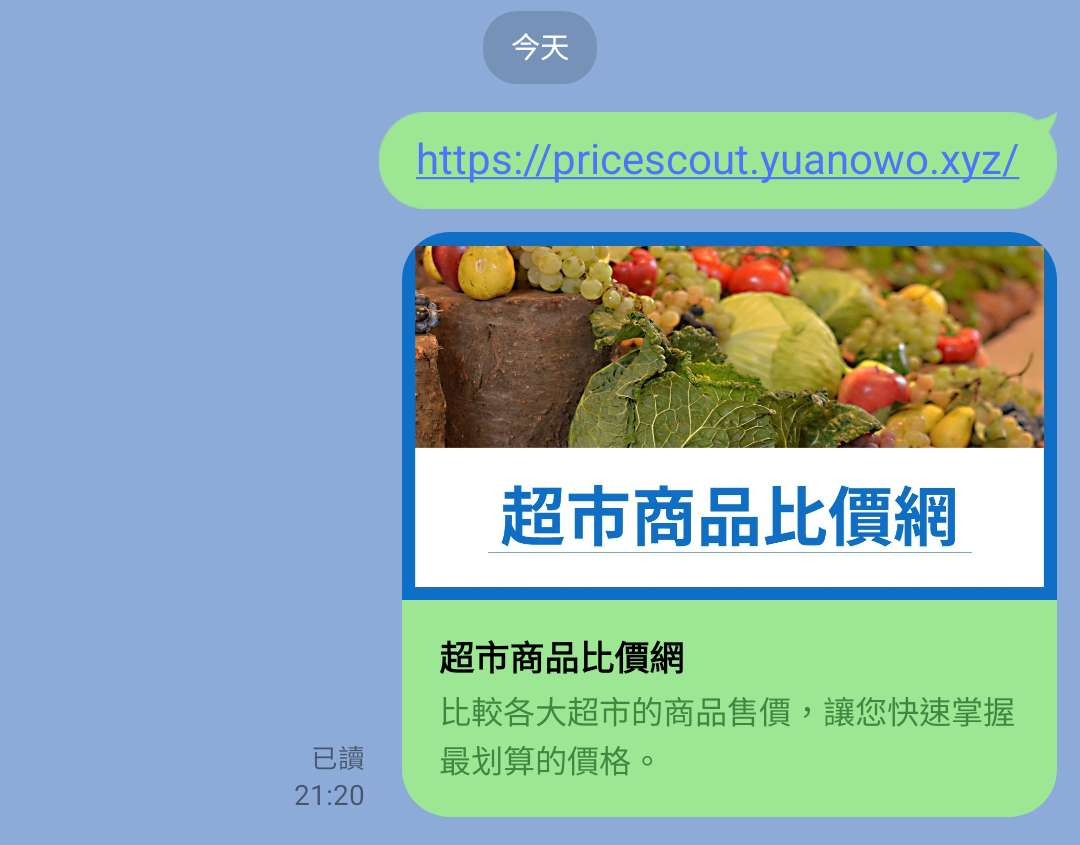 今天
https://pricescout.yuanowo.xyz/
超市商品比價網
超市商品比價網
比較各大超市的商品售價，讓您快速掌握
最划算的價格。
已讀
21:20